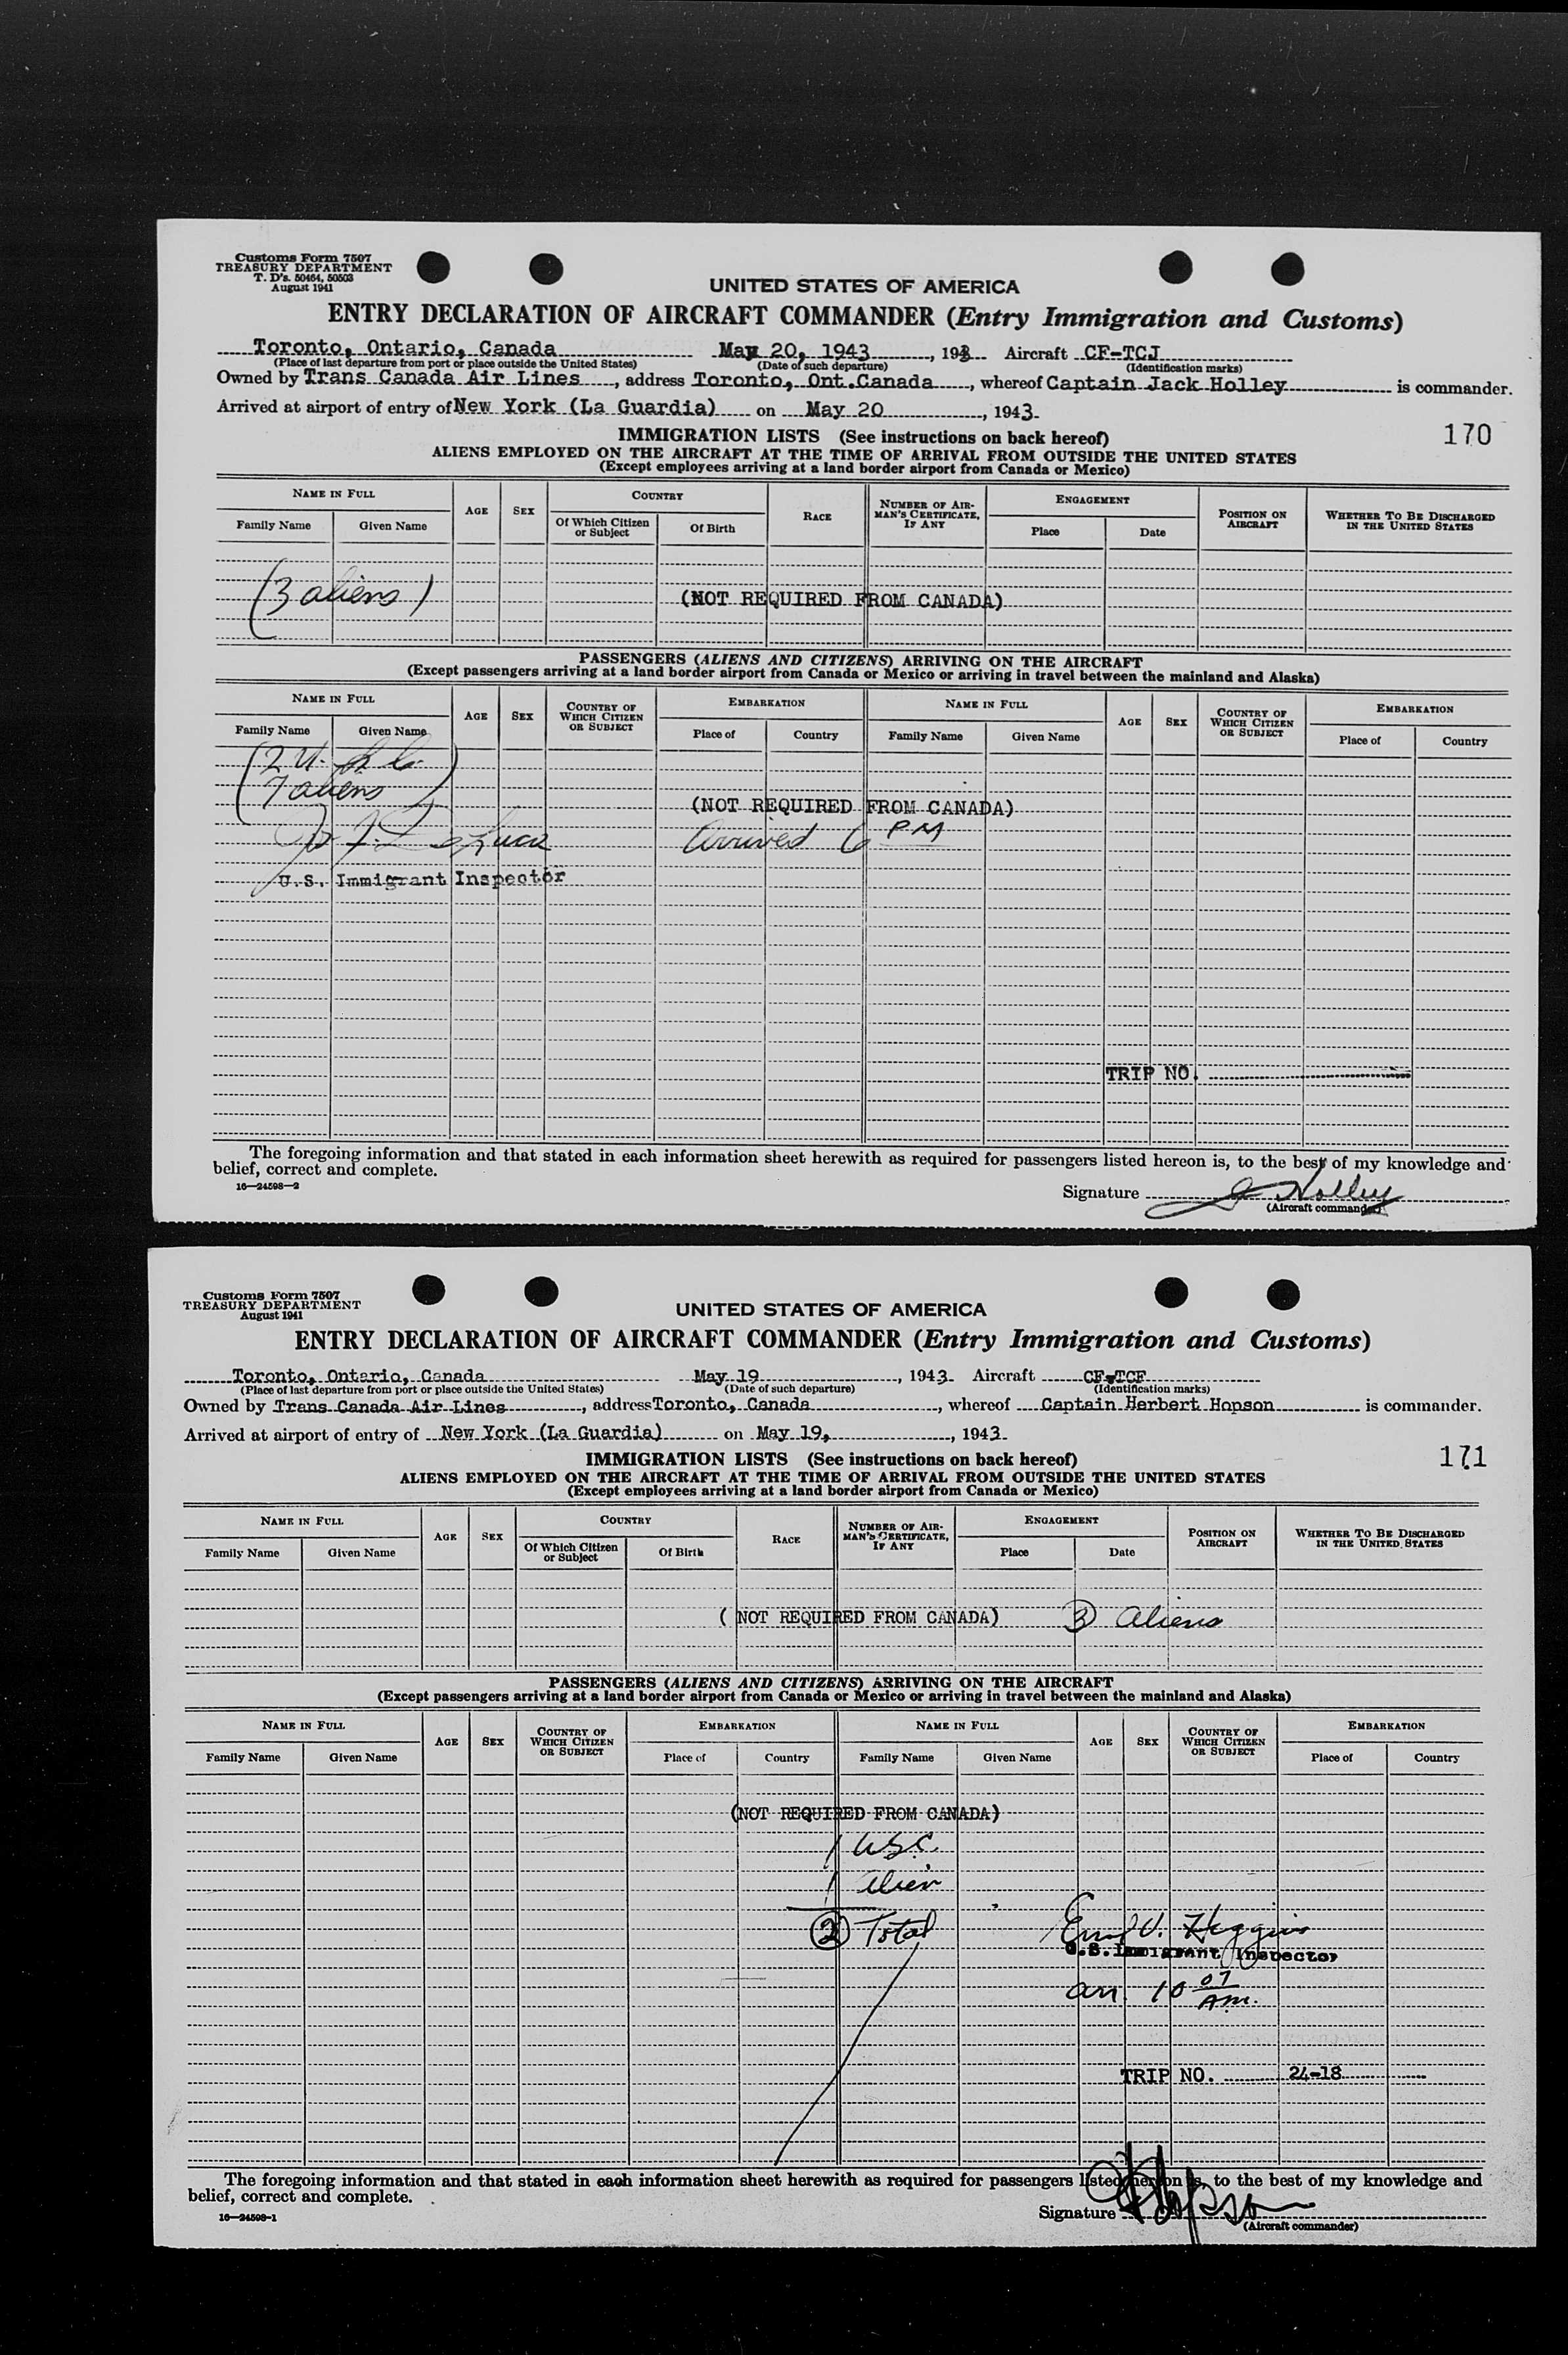 Customs Form 7507
TREASURY DEPARTMENT
T. D's. 50464, 50503
August 1941
UNITED STATES OF AMERICA
ENTRY DECLARATION OF AIRCRAFT COMMANDER (Entry Immigration and Customs)
Toronto, Ontario, Canada May 20, 1943, 193 Aircraft CF-TCJ
(Place of last departure from port or place outside the United States) (Date of such departure) (Identification marks)
Owned by Trans Canada Air Lines, address Toronto, Ont. Canada, whereof Captain Jack Holley is commander.
Arrived at airport of entry of New York (La Guardia) on May 20, 1943.
IMMIGRATION LISTS (See instructions on back hereof)
170
ALIENS EMPLOYED ON THE AIRCRAFT AT THE TIME OF ARRIVAL FROM OUTSIDE THE UNITED STATES
(Except employees arriving at a land border airport from Canada or Mexico)
NAME IN FULL AGE SEX COUNTRY RACE NUMBER OF AIRMAN'S CERTIFICATE, IF ANY ENGAGEMENT POSITION ON AIRCRAFT WHETHER TO BE DISCHARGED IN THE UNITED STATES
Family Name Given Name Of Which Citizen or Subject Of Birth Place Date
(3 aliens) (NOT REQUIRED FROM CANADA)
PASSENGERS (ALIENS AND CITIZENS) ARRIVING ON THE AIRCRAFT
(Except passengers arriving at a land border airport from Canada or Mexico or arriving in travel between the mainland and Alaska)
NAME IN FULL AGE SEX COUNTRY OF WHICH CITIZEN OR SUBJECT EMBARKATION NAME IN FULL AGE SEX COUNTRY OF WHICH CITIZEN OR SUBJECT EMBARKATION
Family Name Given Name Place of Country Family Name Given Name Place of Country
(2 U. S. C.
7 aliens)
(NOT REQUIRED FROM CANADA)
Arrived 6 PM
U.S. Immigrant Inspector
TRIP NO.
The foregoing information and that stated in each information sheet herewith as required for passengers listed hereon is, to the best of my knowledge and
belief, correct and complete.
16—24598—2
Signature J Holley
(Aircraft commander)
Customs Form 7507
TREASURY DEPARTMENT
August 1941
UNITED STATES OF AMERICA
ENTRY DECLARATION OF AIRCRAFT COMMANDER (Entry Immigration and Customs)
Toronto, Ontario, Canada May 19, 1943. Aircraft CF-TCF
(Place of last departure from port or place outside the United States) (Date of such departure) (Identification marks)
Owned by Trans Canada Air Lines, address Toronto, Canada, whereof Captain Herbert Hopson is commander.
Arrived at airport of entry of New York (La Guardia) on May 19, 1943
IMMIGRATION LISTS (See instructions on back hereof)
171
ALIENS EMPLOYED ON THE AIRCRAFT AT THE TIME OF ARRIVAL FROM OUTSIDE THE UNITED STATES
(Except employees arriving at a land border airport from Canada or Mexico)
NAME IN FULL AGE SEX COUNTRY RACE NUMBER OF AIRMAN'S CERTIFICATE, IF ANY ENGAGEMENT POSITION ON AIRCRAFT WHETHER TO BE DISCHARGED IN THE UNITED STATES
Family Name Given Name Of Which Citizen or Subject Of Birth Place Date
( NOT REQUIRED FROM CANADA) 3 aliens
PASSENGERS (ALIENS AND CITIZENS) ARRIVING ON THE AIRCRAFT
(Except passengers arriving at a land border airport from Canada or Mexico or arriving in travel between the mainland and Alaska)
NAME IN FULL AGE SEX COUNTRY OF WHICH CITIZEN OR SUBJECT EMBARKATION NAME IN FULL AGE SEX COUNTRY OF WHICH CITIZEN OR SUBJECT EMBARKATION
Family Name Given Name Place of Country Family Name Given Name Place of Country
(NOT REQUIRED FROM CANADA)
1 USC.
1 alien
2 Total V. Higgins
U.S. Immigrant Inspector
arr. 10 07 AM.
TRIP NO. 24-18
The foregoing information and that stated in each information sheet herewith as required for passengers listed hereon is, to the best of my knowledge and
belief, correct and complete.
16—24598-1
Signature H Hopson
(Aircraft commander)